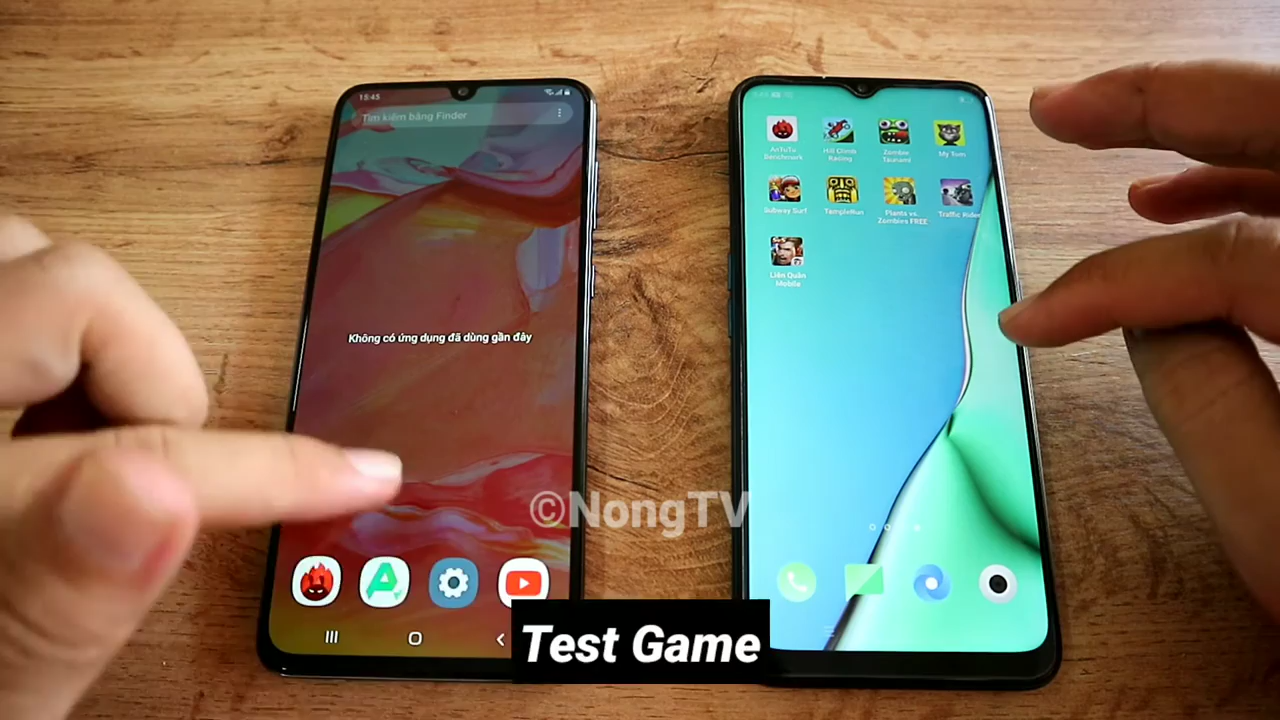 15:45
Tìm kiếm bằng Finder
Không có ứng dụng đã dùng gần đây
AnTuTu
Benchmark
Hill Climb
Racing
Zombie
Tsunami
My Tom
Subway Surf
TempleRun
Plants vs.
Zombies FREE
Traffic Rider
Liên Quân
Mobile
©NongTV
Test Game